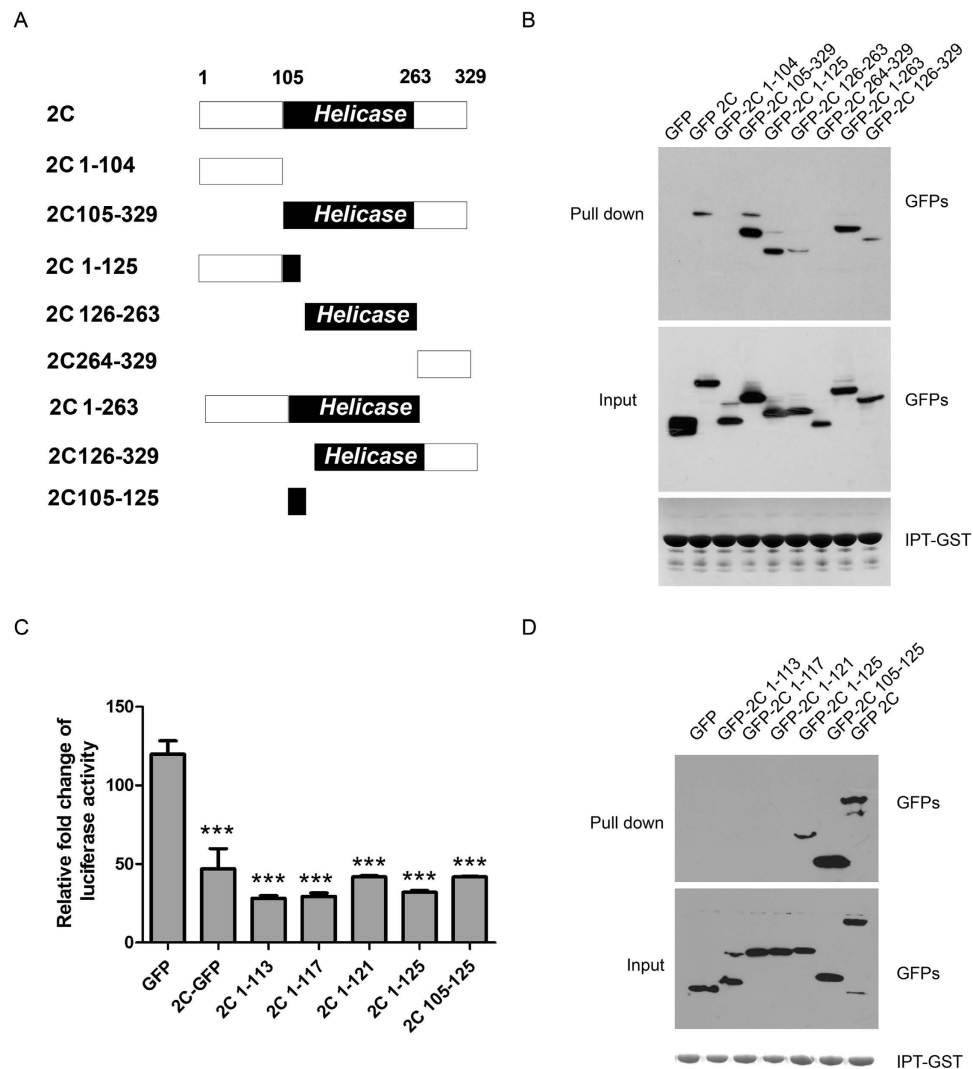 A
1 105 263 329
2C Helicase
2C 1-104
2C105-329 Helicase
2C 1-125
2C 126-263 Helicase
2C264-329
2C 1-263 Helicase
2C126-329 Helicase
2C105-125
B
GFP
GFP 2C
GFP-2C 1-104
GFP-2C 105-329
GFP-2C 1-125
GFP-2C 126-263
GFP-2C 264-329
GFP-2C 1-263
GFP-2C 126-329
Pull down GFPs
Input GFPs
IPT-GST
C
Relative fold change of
luciferase activity
150
100
50
0
***
***
***
***
***
***
GFP
2C-GFP
2C 1-113
2C 1-117
2C 1-121
2C 1-125
2C 105-125
D
GFP
GFP-2C 1-113
GFP-2C 1-117
GFP-2C 1-121
GFP-2C 1-125
GFP-2C 105-125
GFP 2C
Pull down GFPs
Input GFPs
IPT-GST